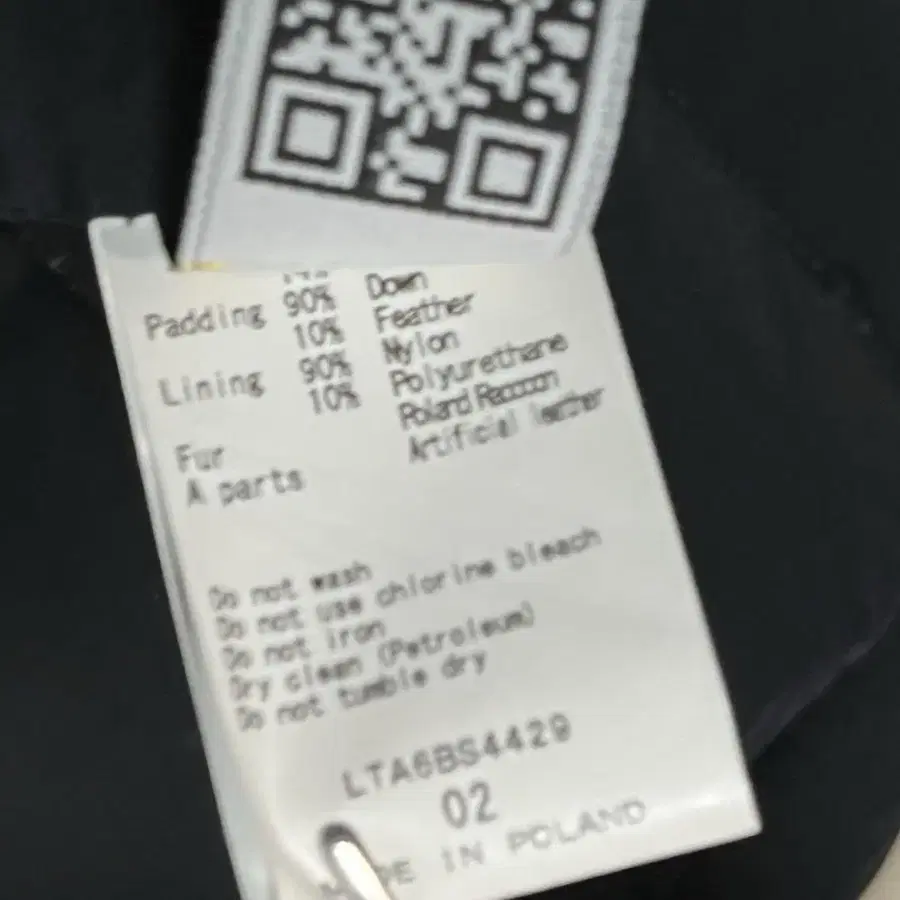 Padding 90% Down
10% Feather
Lining 90% Nylon
10% Polyurethane
Fur Poland Raccoon
A parts Artificial leather
Do not wash
Do not use chlorine bleach
Do not iron
Dry clean (Petroleum)
Do not tumble dry
LTA6BS4429
02
IN POLAND